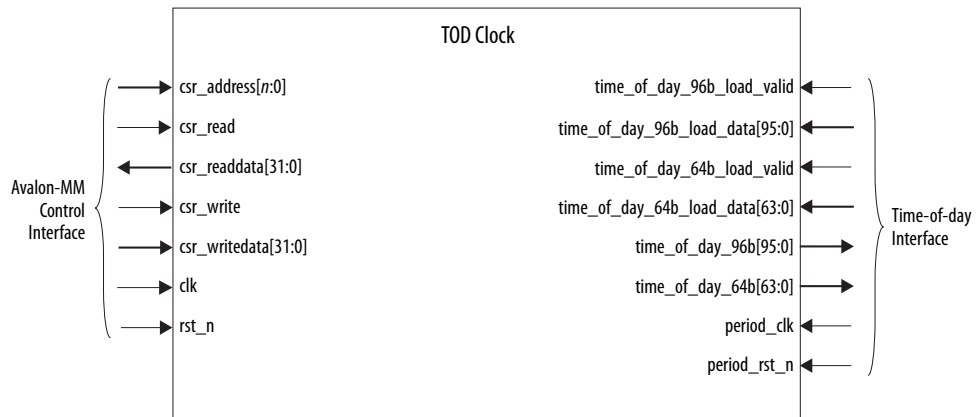 TOD Clock
Avalon-MM
Control
Interface
csr_address[n:0]
csr_read
csr_readdata[31:0]
csr_write
csr_writedata[31:0]
clk
rst_n
time_of_day_96b_load_valid
time_of_day_96b_load_data[95:0]
time_of_day_64b_load_valid
time_of_day_64b_load_data[63:0]
time_of_day_96b[95:0]
time_of_day_64b[63:0]
period_clk
period_rst_n
Time-of-day
Interface